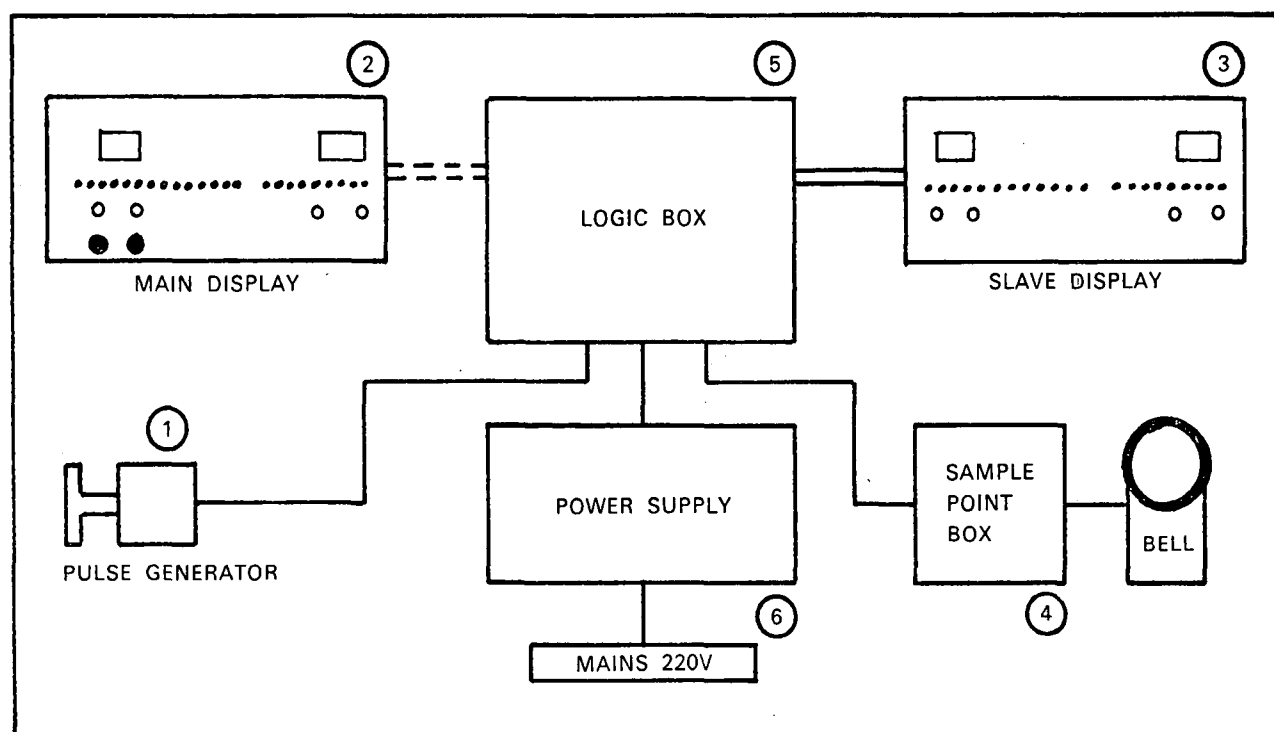 2
5
3
LOGIC BOX
MAIN DISPLAY
SLAVE DISPLAY
1
PULSE GENERATOR
POWER SUPPLY
SAMPLE
POINT
BOX
BELL
6
4
MAINS 220V